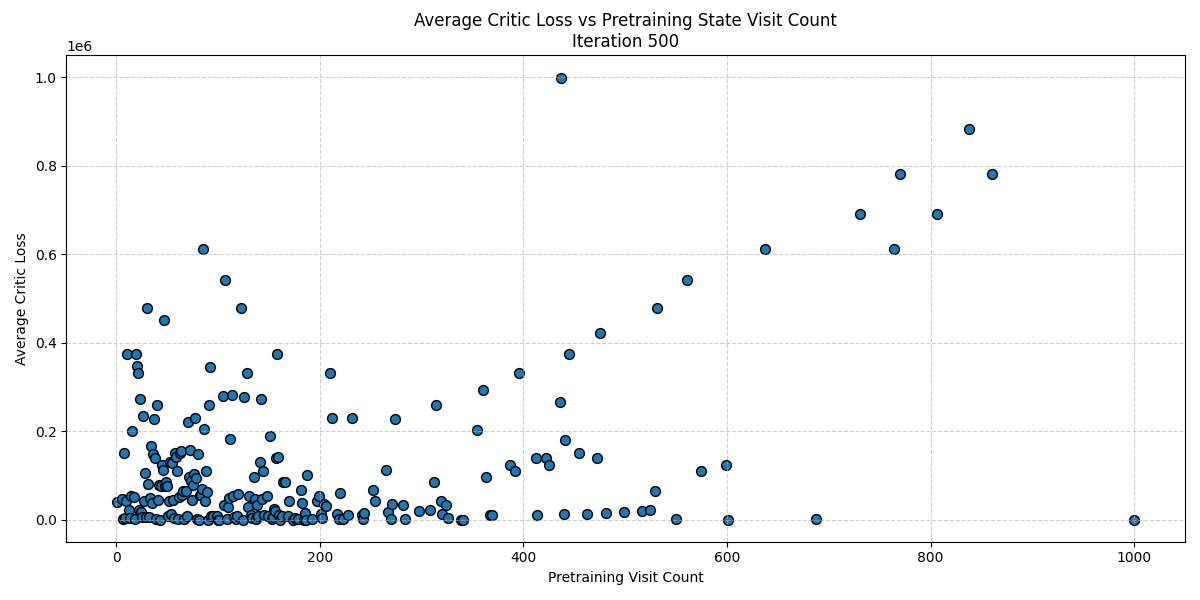 Average Critic Loss vs Pretraining State Visit Count
Iteration 500
1e6
1.0
0.8
0.6
0.4
0.2
0.0
Average Critic Loss
0 200 400 600 800 1000
Pretraining Visit Count